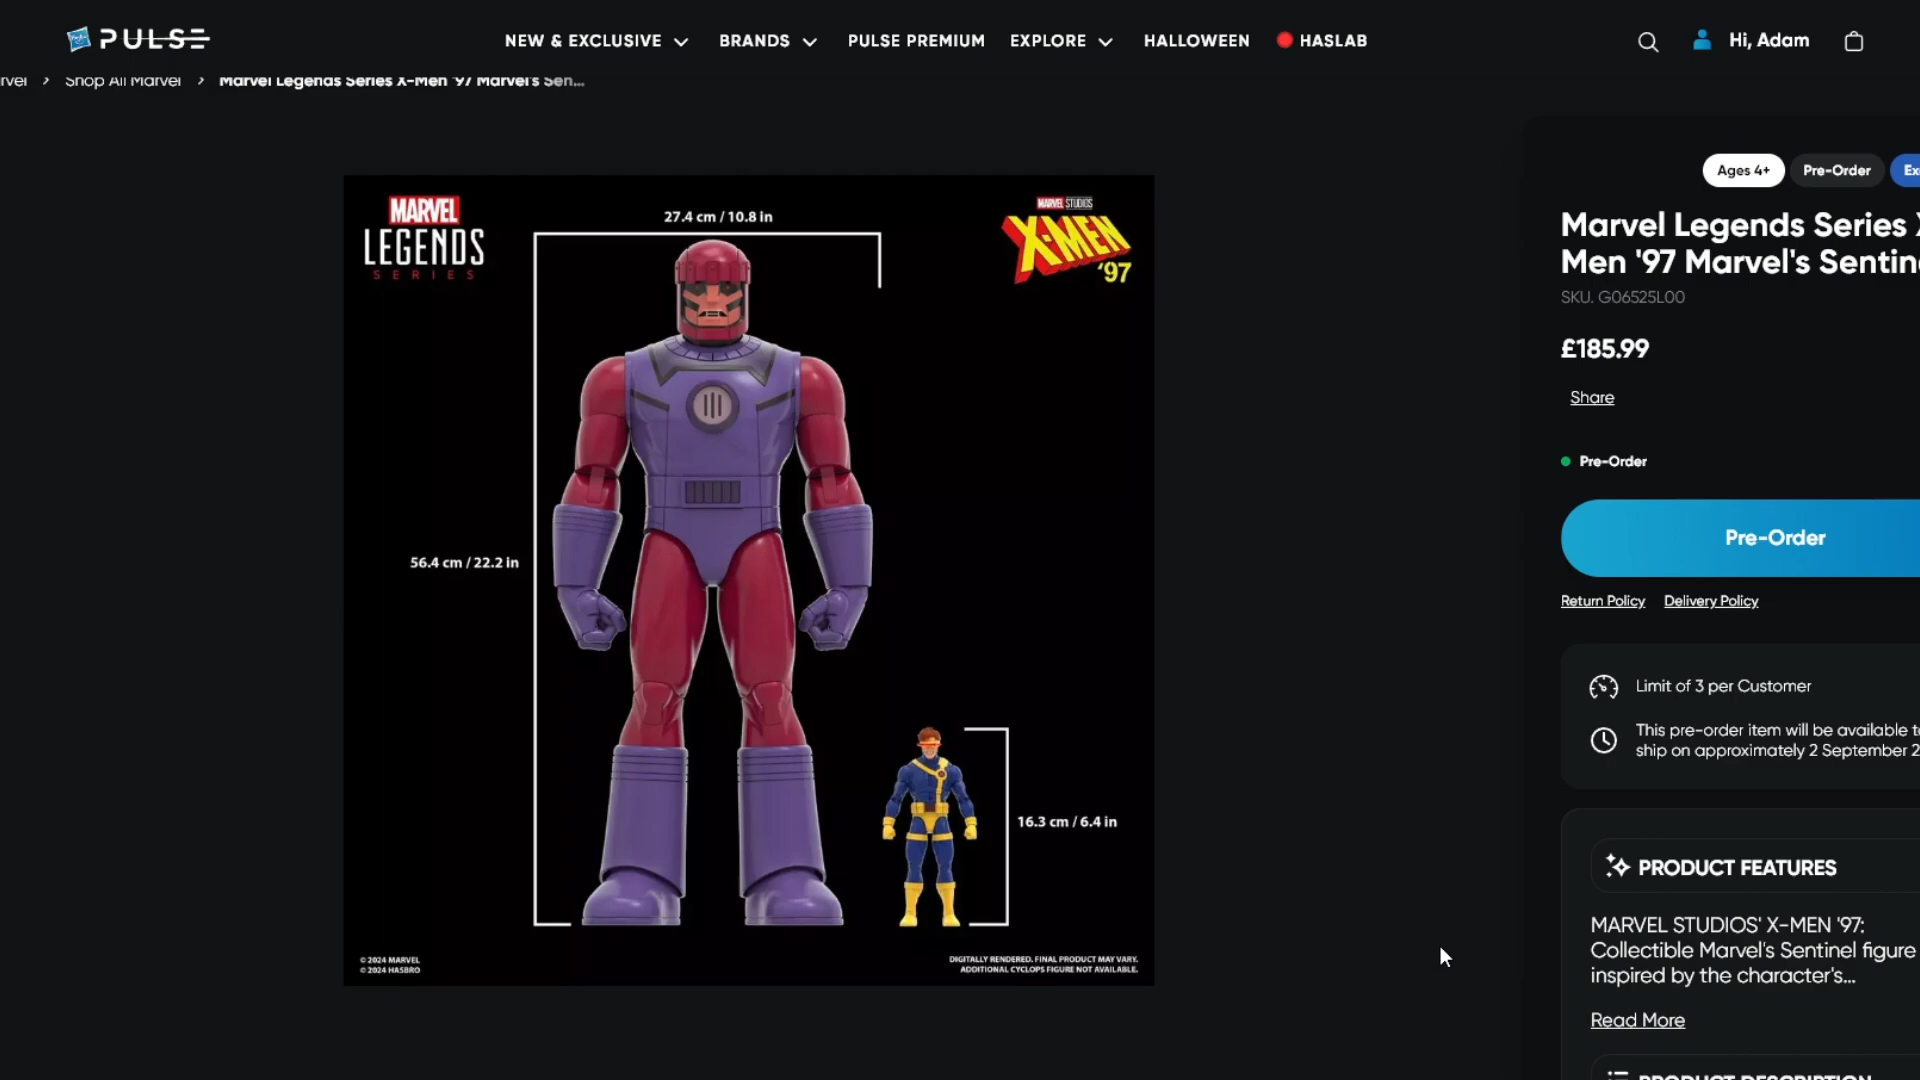 PULSE
NEW & EXCLUSIVE
BRANDS
PULSE PREMIUM
EXPLORE
HALLOWEEN
HASLAB
Hi, Adam
rvel > Shop All Marvel > Marvel Legends Series X-Men '97 Marvel's Sen...
MARVEL
LEGENDS
SERIES
27.4 cm / 10.8 in
MARVEL STUDIOS
X-MEN
'97
56.4 cm / 22.2 in
16.3 cm / 6.4 in
© 2024 MARVEL
© 2024 HASBRO
DIGITALLY RENDERED. FINAL PRODUCT MAY VARY.
ADDITIONAL CYCLOPS FIGURE NOT AVAILABLE.
Ages 4+
Pre-Order
Ex
Marvel Legends Series X
Men '97 Marvel's Sentin
SKU. G06525L00
£185.99
Share
Pre-Order
Pre-Order
Return Policy
Delivery Policy
Limit of 3 per Customer
This pre-order item will be available t
ship on approximately 2 September 2
PRODUCT FEATURES
MARVEL STUDIOS' X-MEN '97:
Collectible Marvel's Sentinel figure
inspired by the character's...
Read More
PRODUCT DESCRIPTION